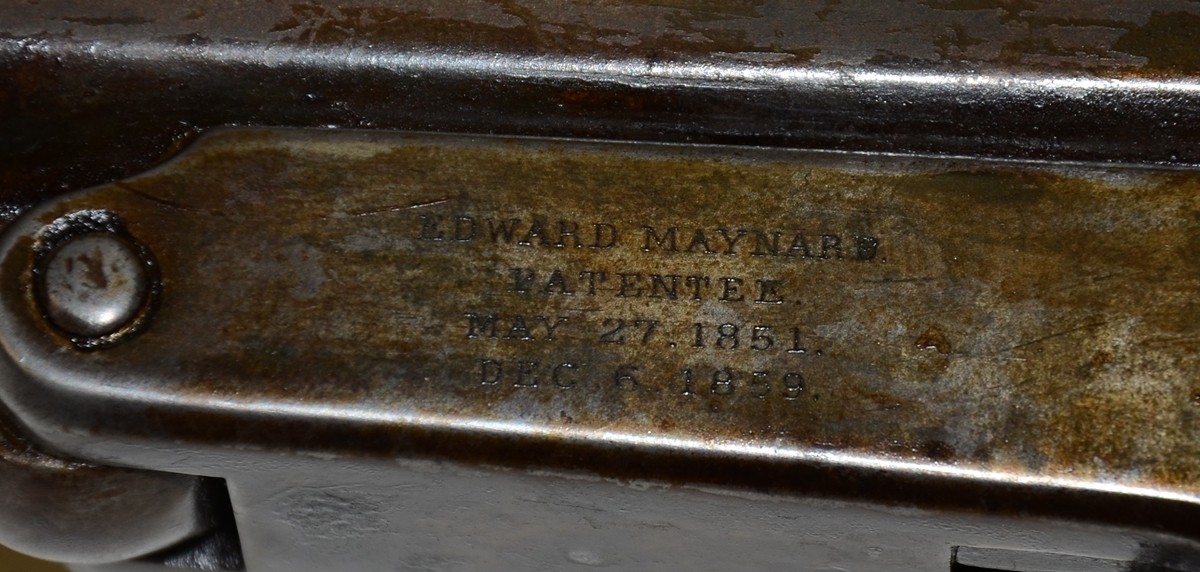 EDWARD MAYNARD.
PATENTEE.
MAY 27.1851.
DEC 6 1859.